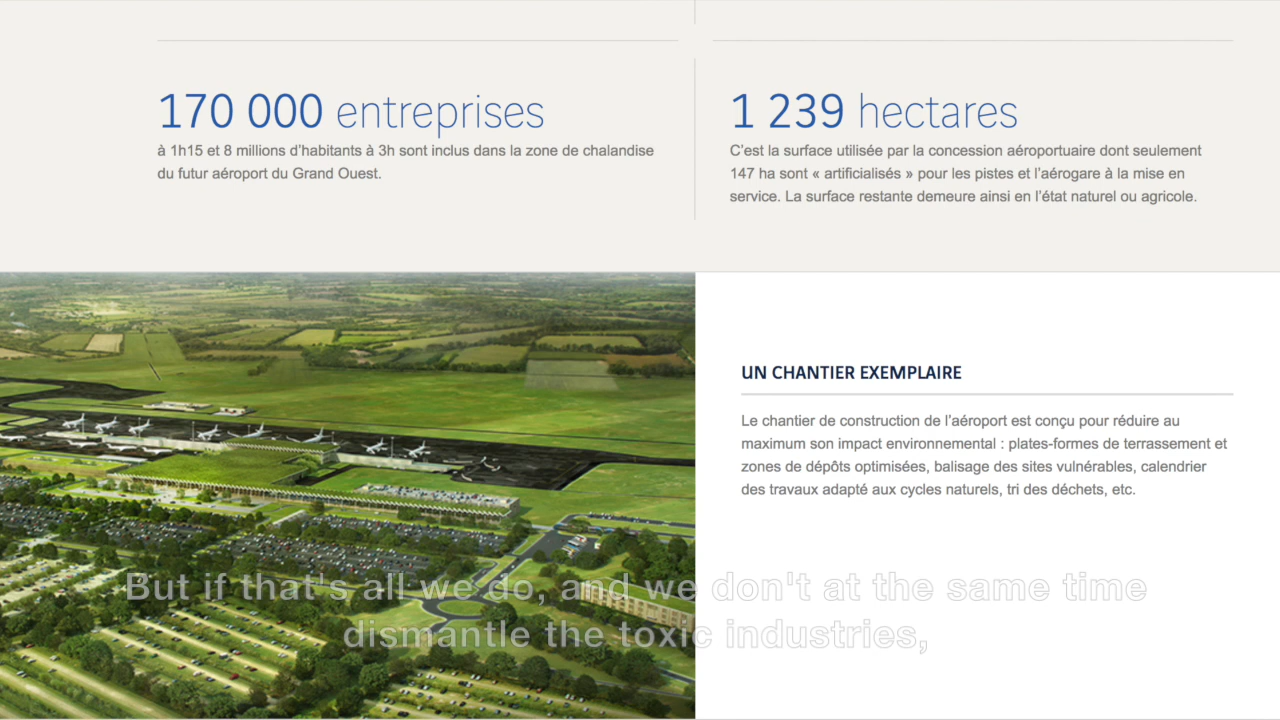 170 000 entreprises
à 1h15 et 8 millions d'habitants à 3h sont inclus dans la zone de chalandise
du futur aéroport du Grand Ouest.
1 239 hectares
C'est la surface utilisée par la concession aéroportuaire dont seulement
147 ha sont « artificialisés » pour les pistes et l'aérogare à la mise en
service. La surface restante demeure ainsi en l'état naturel ou agricole.
UN CHANTIER EXEMPLAIRE
Le chantier de construction de l'aéroport est conçu pour réduire au
maximum son impact environnemental : plates-formes de terrassement et
zones de dépôts optimisées, balisage des sites vulnérables, calendrier
des travaux adapté aux cycles naturels, tri des déchets, etc.
But if that's all we do, and we don't at the same time
dismantle the toxic industries,